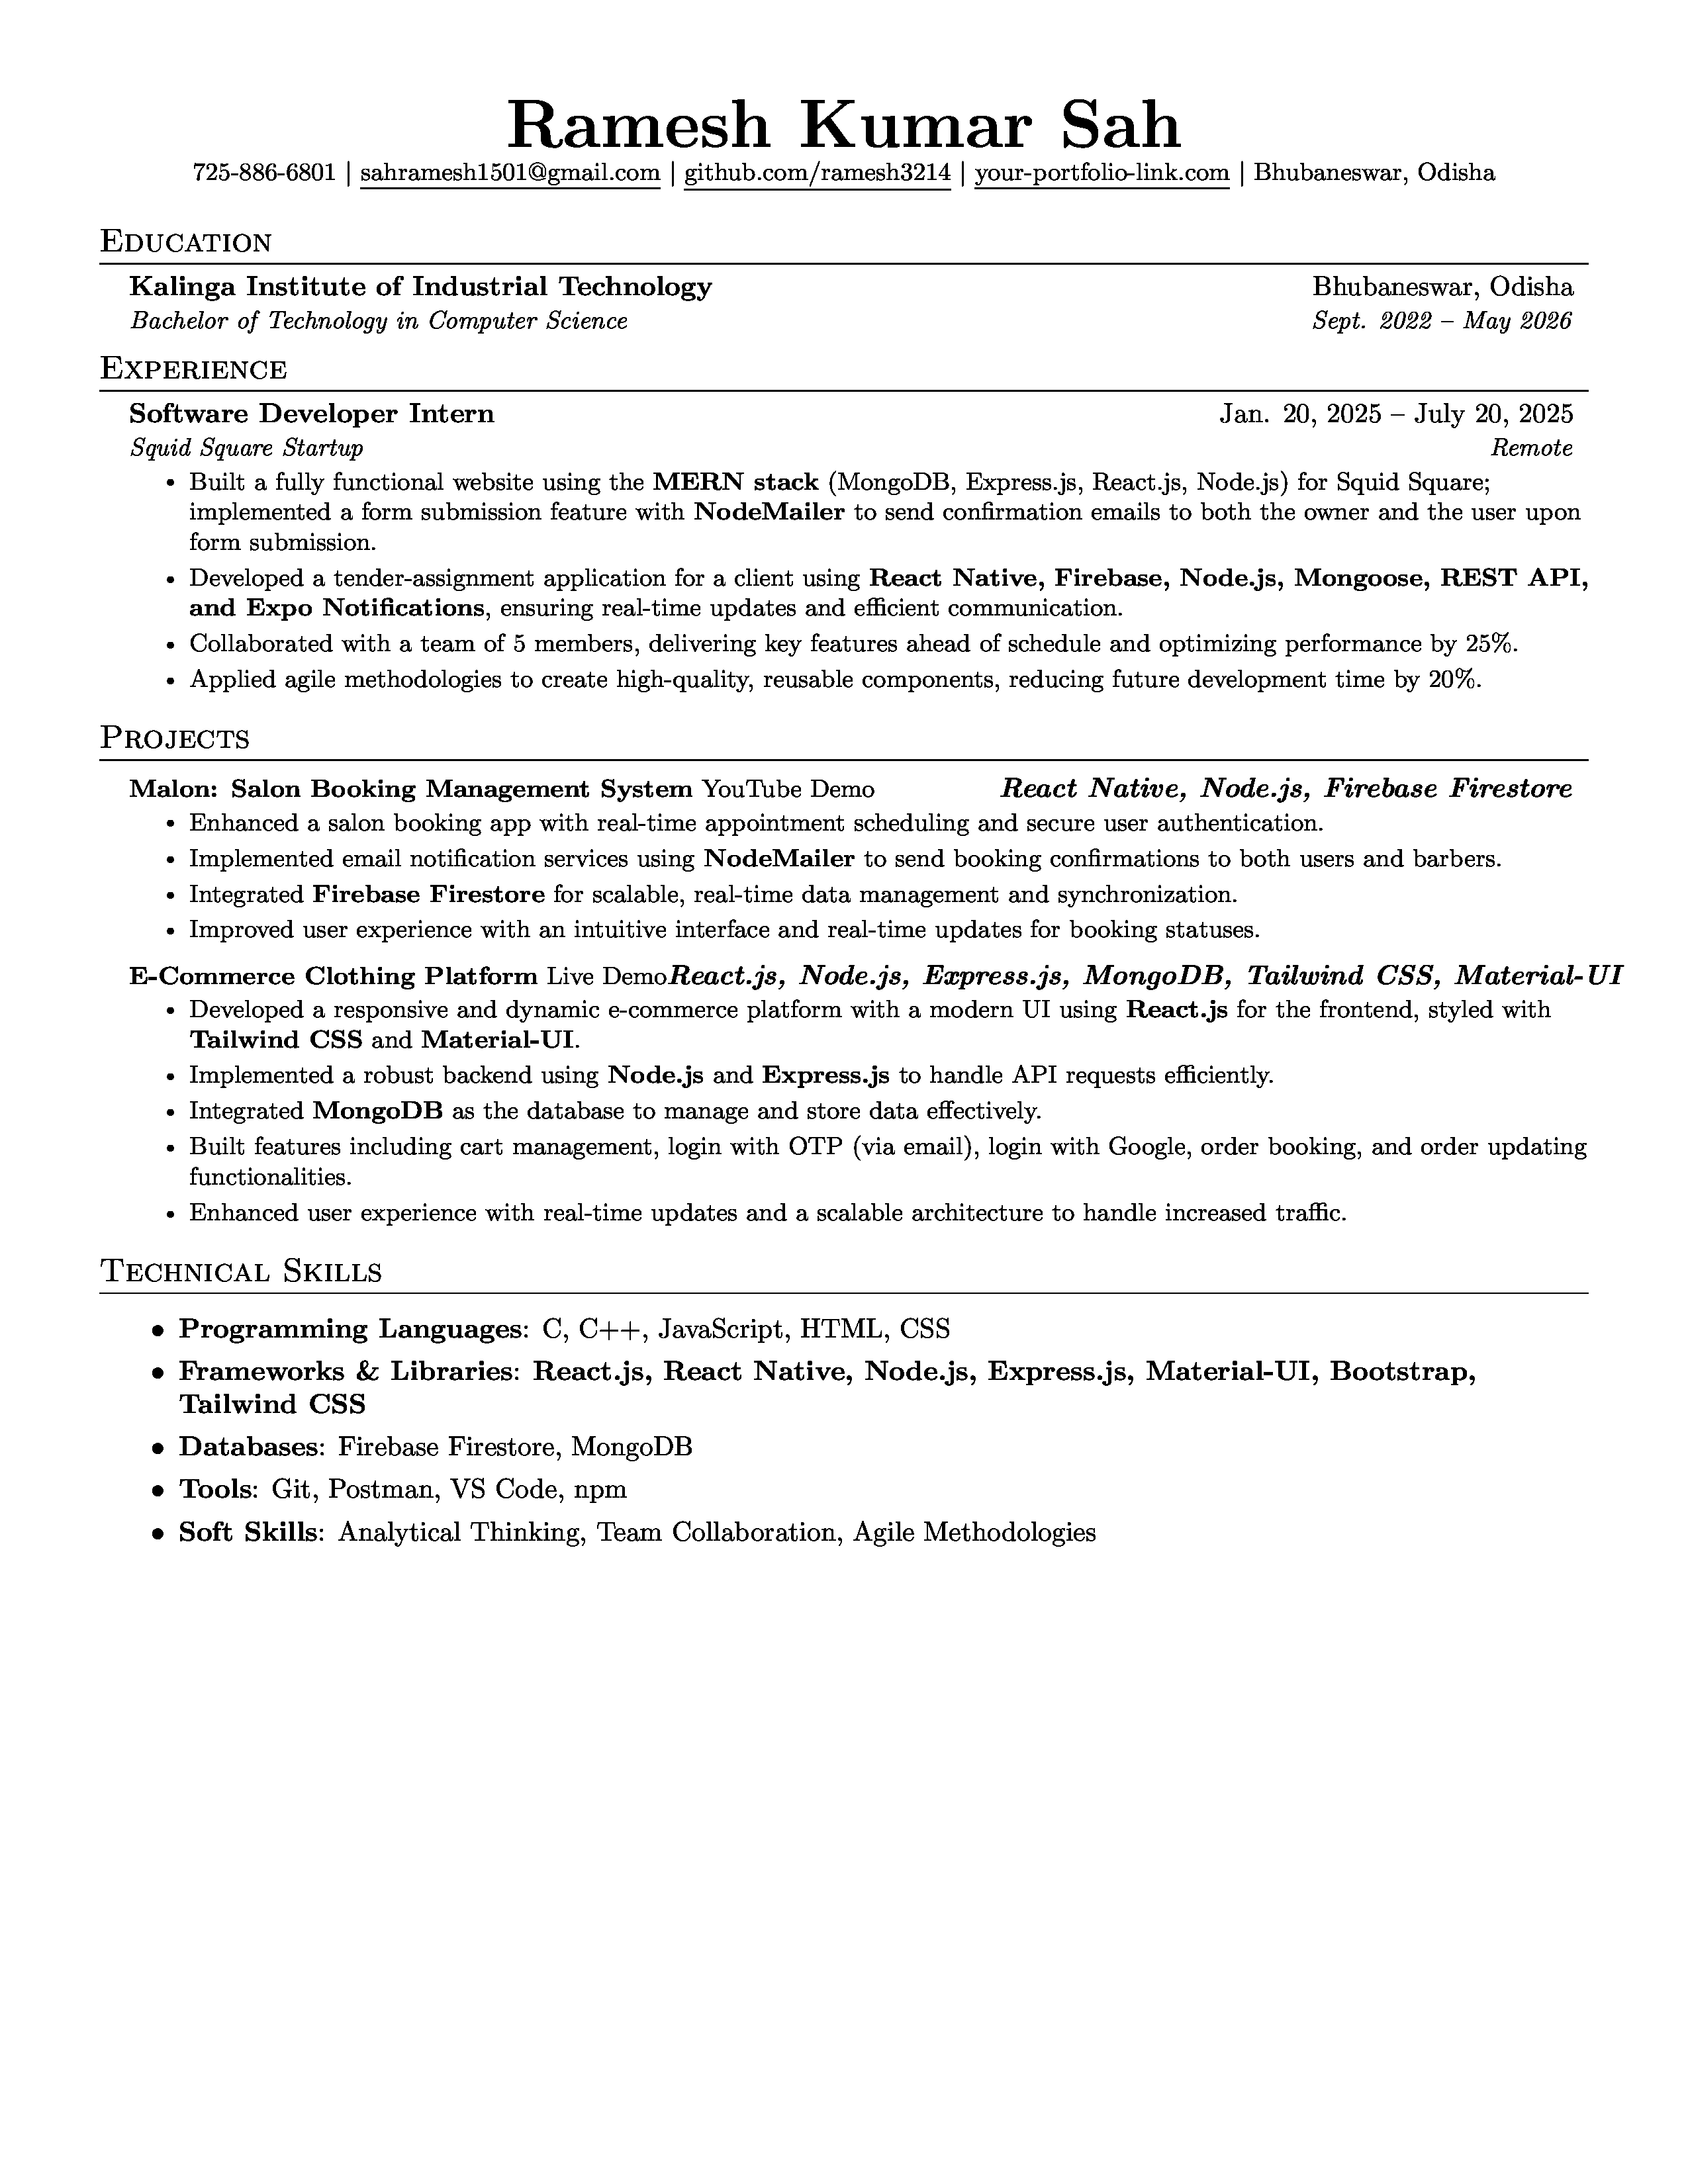 Ramesh Kumar Sah
725-886-6801 | sahramesh1501@gmail.com | github.com/ramesh3214 | your-portfolio-link.com | Bhubaneswar, Odisha
Education
Kalinga Institute of Industrial Technology Bhubaneswar, Odisha
Bachelor of Technology in Computer Science Sept. 2022 – May 2026
Experience
Software Developer Intern Jan. 20, 2025 – July 20, 2025
Squid Square Startup Remote
• Built a fully functional website using the MERN stack (MongoDB, Express.js, React.js, Node.js) for Squid Square;
implemented a form submission feature with NodeMailer to send confirmation emails to both the owner and the user upon
form submission.
• Developed a tender-assignment application for a client using React Native, Firebase, Node.js, Mongoose, REST API,
and Expo Notifications, ensuring real-time updates and efficient communication.
• Collaborated with a team of 5 members, delivering key features ahead of schedule and optimizing performance by 25%.
• Applied agile methodologies to create high-quality, reusable components, reducing future development time by 20%.
Projects
Malon: Salon Booking Management System YouTube Demo React Native, Node.js, Firebase Firestore
• Enhanced a salon booking app with real-time appointment scheduling and secure user authentication.
• Implemented email notification services using NodeMailer to send booking confirmations to both users and barbers.
• Integrated Firebase Firestore for scalable, real-time data management and synchronization.
• Improved user experience with an intuitive interface and real-time updates for booking statuses.
E-Commerce Clothing Platform Live Demo React.js, Node.js, Express.js, MongoDB, Tailwind CSS, Material-UI
• Developed a responsive and dynamic e-commerce platform with a modern UI using React.js for the frontend, styled with
Tailwind CSS and Material-UI.
• Implemented a robust backend using Node.js and Express.js to handle API requests efficiently.
• Integrated MongoDB as the database to manage and store data effectively.
• Built features including cart management, login with OTP (via email), login with Google, order booking, and order updating
functionalities.
• Enhanced user experience with real-time updates and a scalable architecture to handle increased traffic.
Technical Skills
• Programming Languages: C, C++, JavaScript, HTML, CSS
• Frameworks & Libraries: React.js, React Native, Node.js, Express.js, Material-UI, Bootstrap,
Tailwind CSS
• Databases: Firebase Firestore, MongoDB
• Tools: Git, Postman, VS Code, npm
• Soft Skills: Analytical Thinking, Team Collaboration, Agile Methodologies